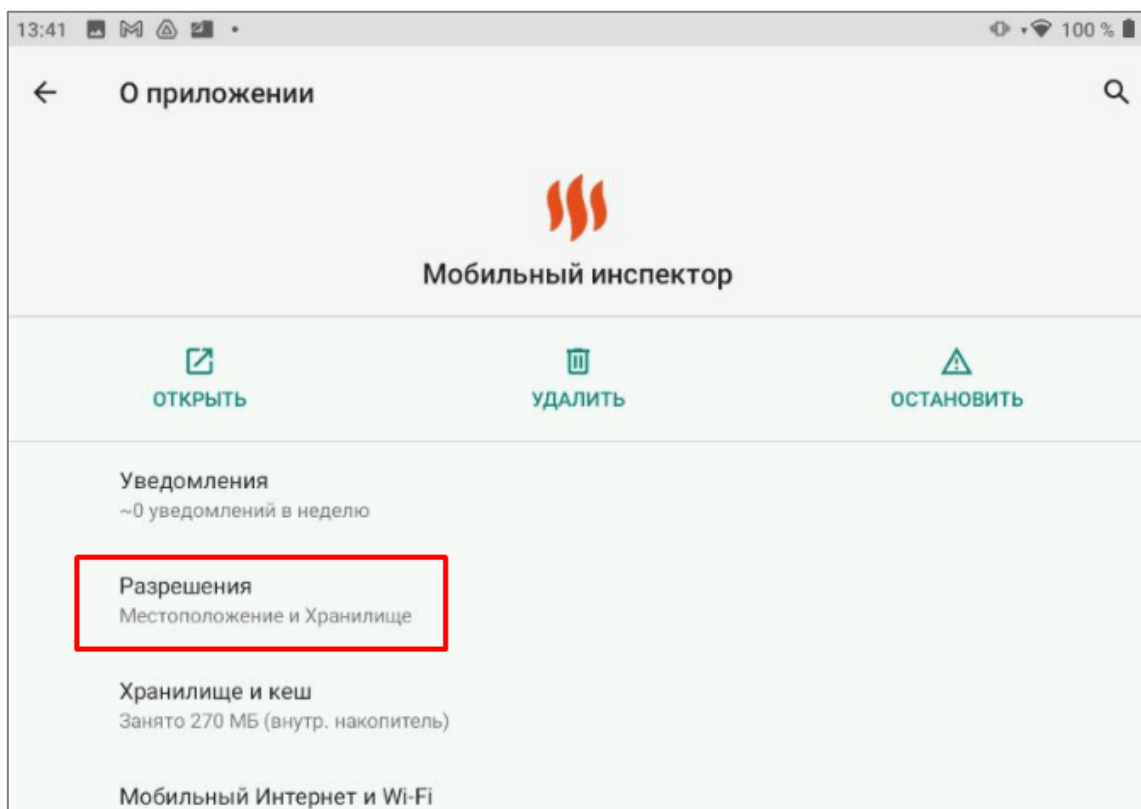 13:41 100 %
О приложении
Мобильный инспектор
ОТКРЫТЬ УДАЛИТЬ ОСТАНОВИТЬ
Уведомления
~0 уведомлений в неделю
Разрешения
Местоположение и Хранилище
Хранилище и кеш
Занято 270 МБ (внутр. накопитель)
Мобильный Интернет и Wi-Fi